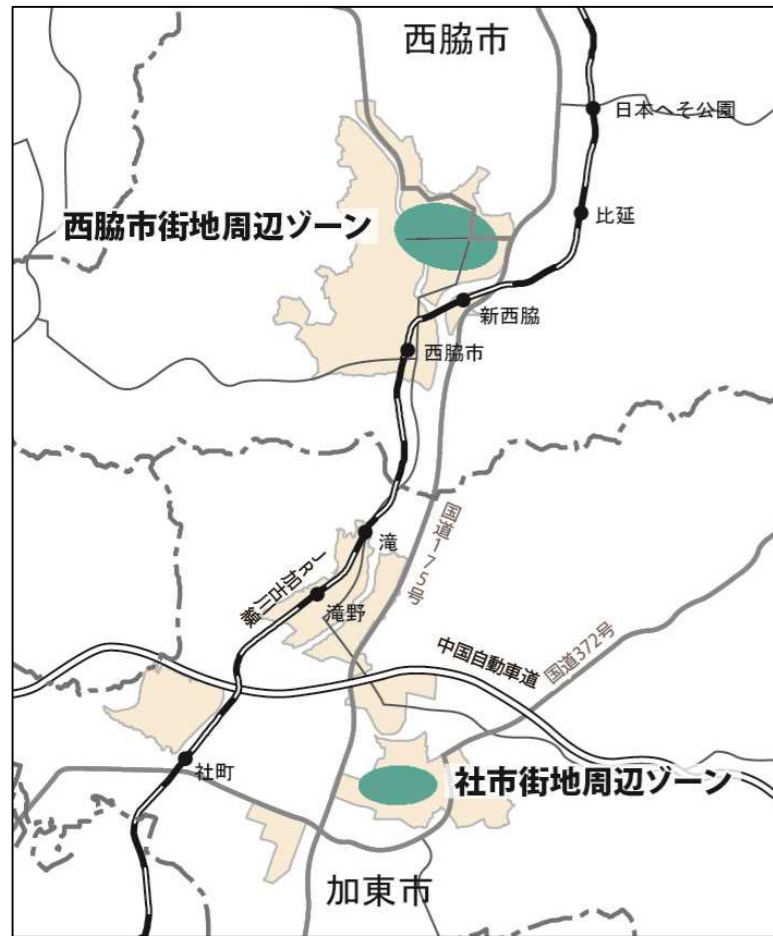 西脇市
日本へそ公園
西脇市街地周辺ゾーン
比延
新西脇
西脇市
国道175号
滝
JR加古川線
滝野
中国自動車道
国道372号
社町
社市街地周辺ゾーン
加東市